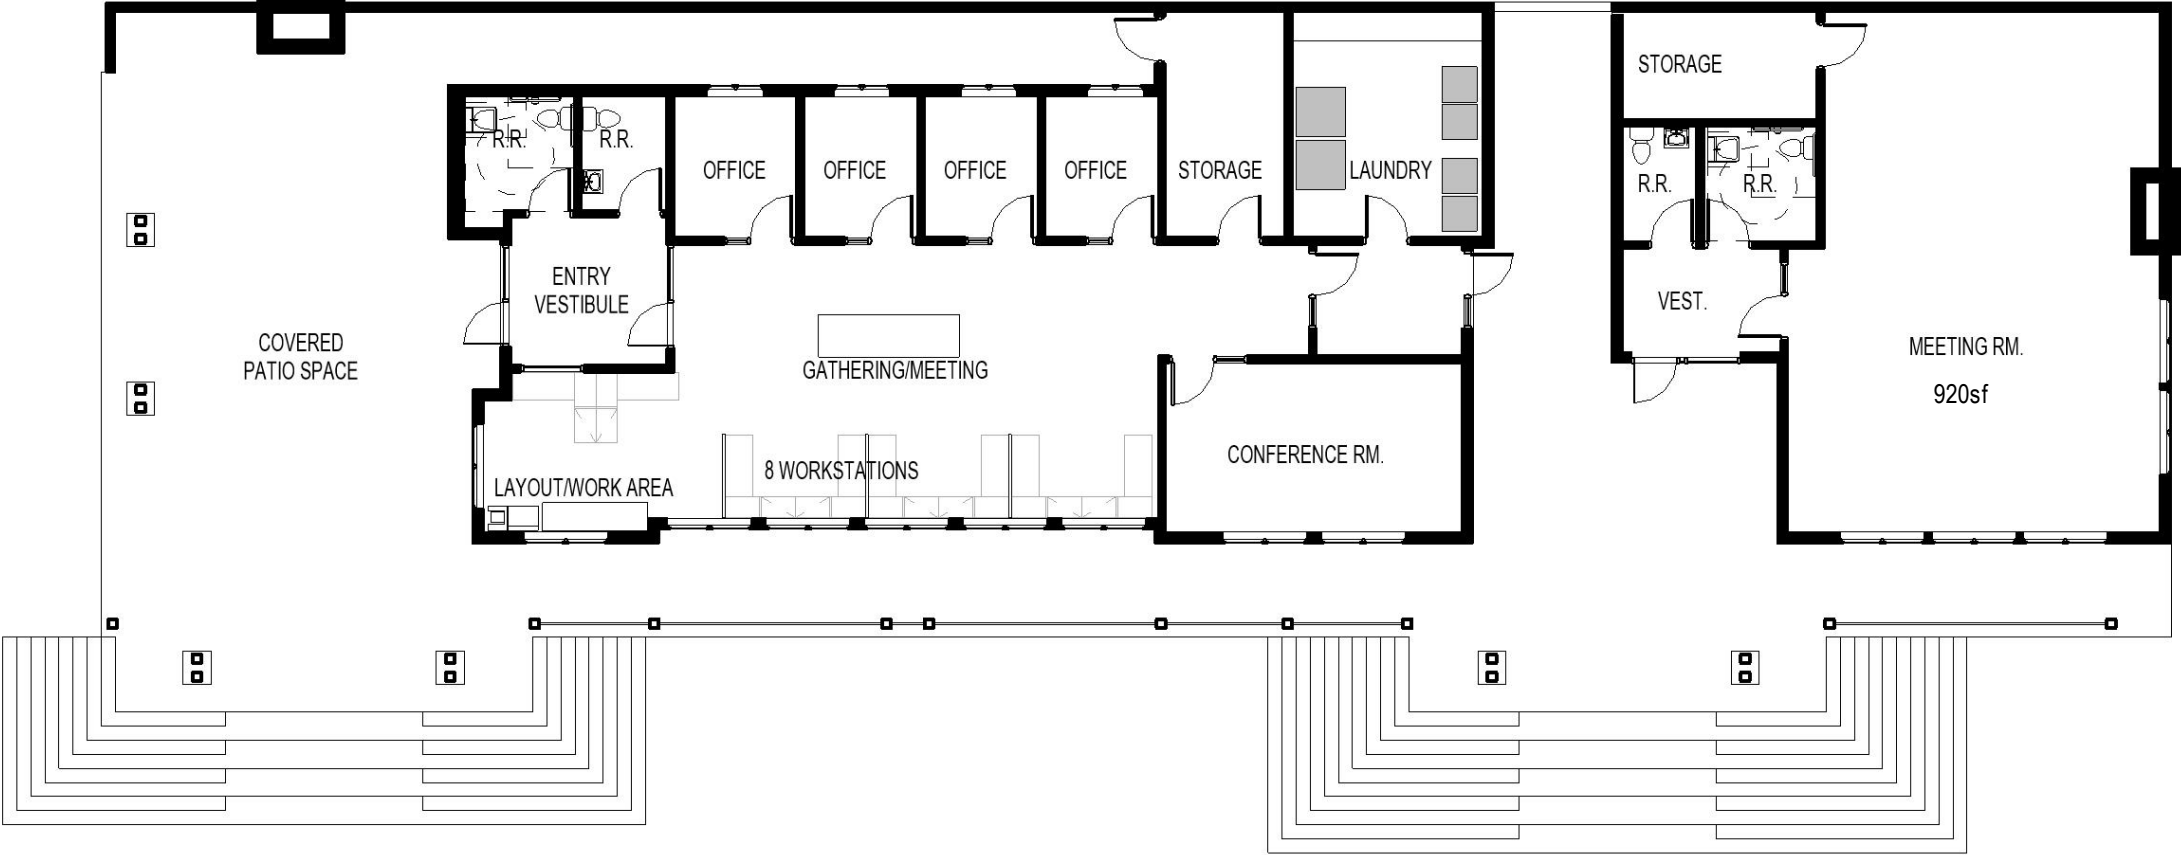 STORAGE
R.R.
R.R.
OFFICE
OFFICE
OFFICE
OFFICE
STORAGE
LAUNDRY
R.R.
R.R.
ENTRY
VESTIBULE
VEST.
COVERED
PATIO SPACE
GATHERING/MEETING
MEETING RM.
920sf
CONFERENCE RM.
8 WORKSTATIONS
LAYOUT/WORK AREA